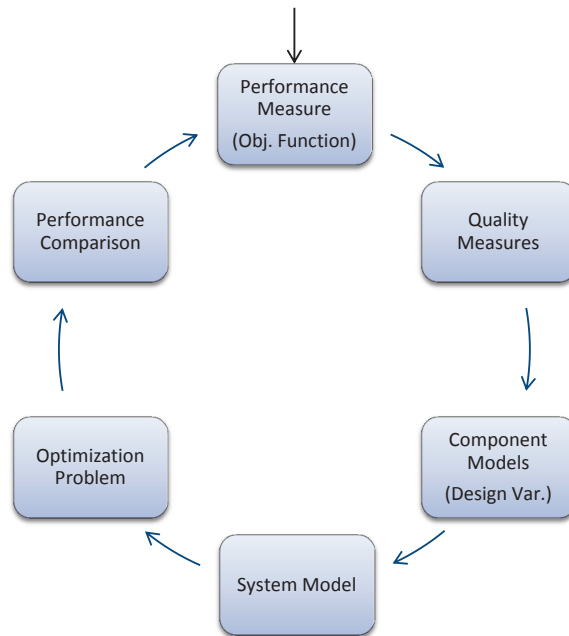 Performance
Measure
(Obj. Function)
Quality
Measures
Component
Models
(Design Var.)
System Model
Optimization
Problem
Performance
Comparison